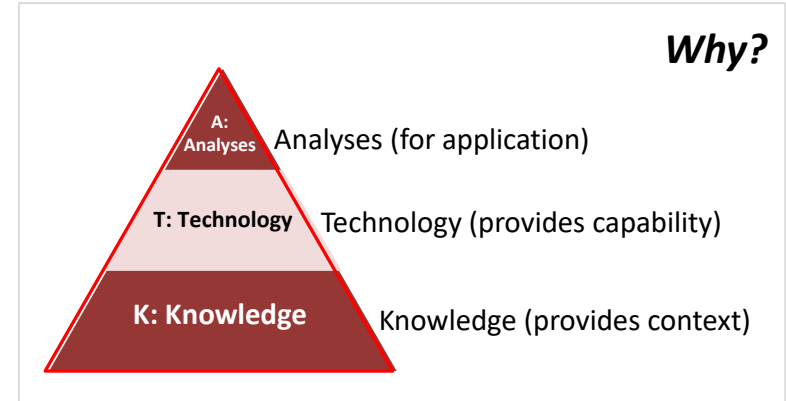 Why?
A:
Analyses
Analyses (for application)
T: Technology
Technology (provides capability)
K: Knowledge
Knowledge (provides context)